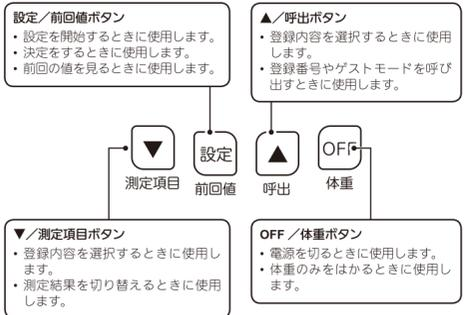 設定／前回値ボタン
• 設定を開始するときに使用します。
• 決定をするときに使用します。
• 前回の値を見るときに使用します。
▲／呼出ボタン
• 登録内容を選択するときに使用
します。
• 登録番号やゲストモードを呼び
出すときに使用します。
▼
設定
▲
OFF
測定項目
前回値
呼出
体重
▼／測定項目ボタン
• 登録内容を選択するときに使用し
ます。
• 測定結果を切り替えるときに使用
します。
OFF ／体重ボタン
• 電源を切るときに使用します。
• 体重のみをはかるときに使用し
ます。